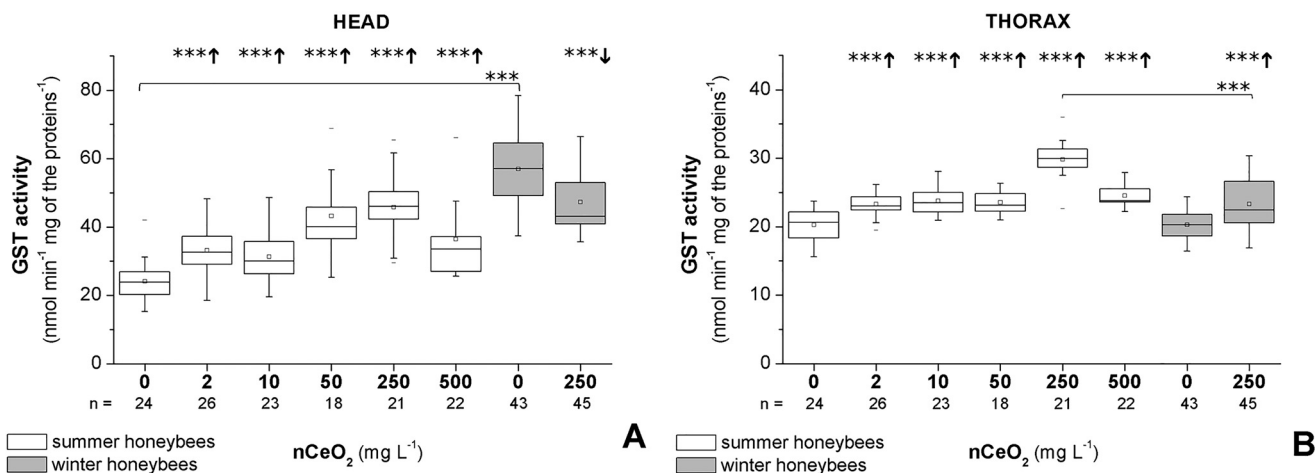 HEAD
***↑ ***↑ ***↑ ***↑ ***↑ ***↓
***
GST activity
(nmol min⁻¹ mg of the proteins⁻¹)
80
60
40
20
0
0 2 10 50 250 500 0 250
n = 24 26 23 18 21 22 43 45
summer honeybees
winter honeybees
nCeO₂ (mg L⁻¹)
A
THORAX
***↑ ***↑ ***↑ ***↑ ***↑ ***↑
***
GST activity
(nmol min⁻¹ mg of the proteins⁻¹)
40
30
20
10
0
0 2 10 50 250 500 0 250
n = 24 26 23 18 21 22 43 45
summer honeybees
winter honeybees
nCeO₂ (mg L⁻¹)
B